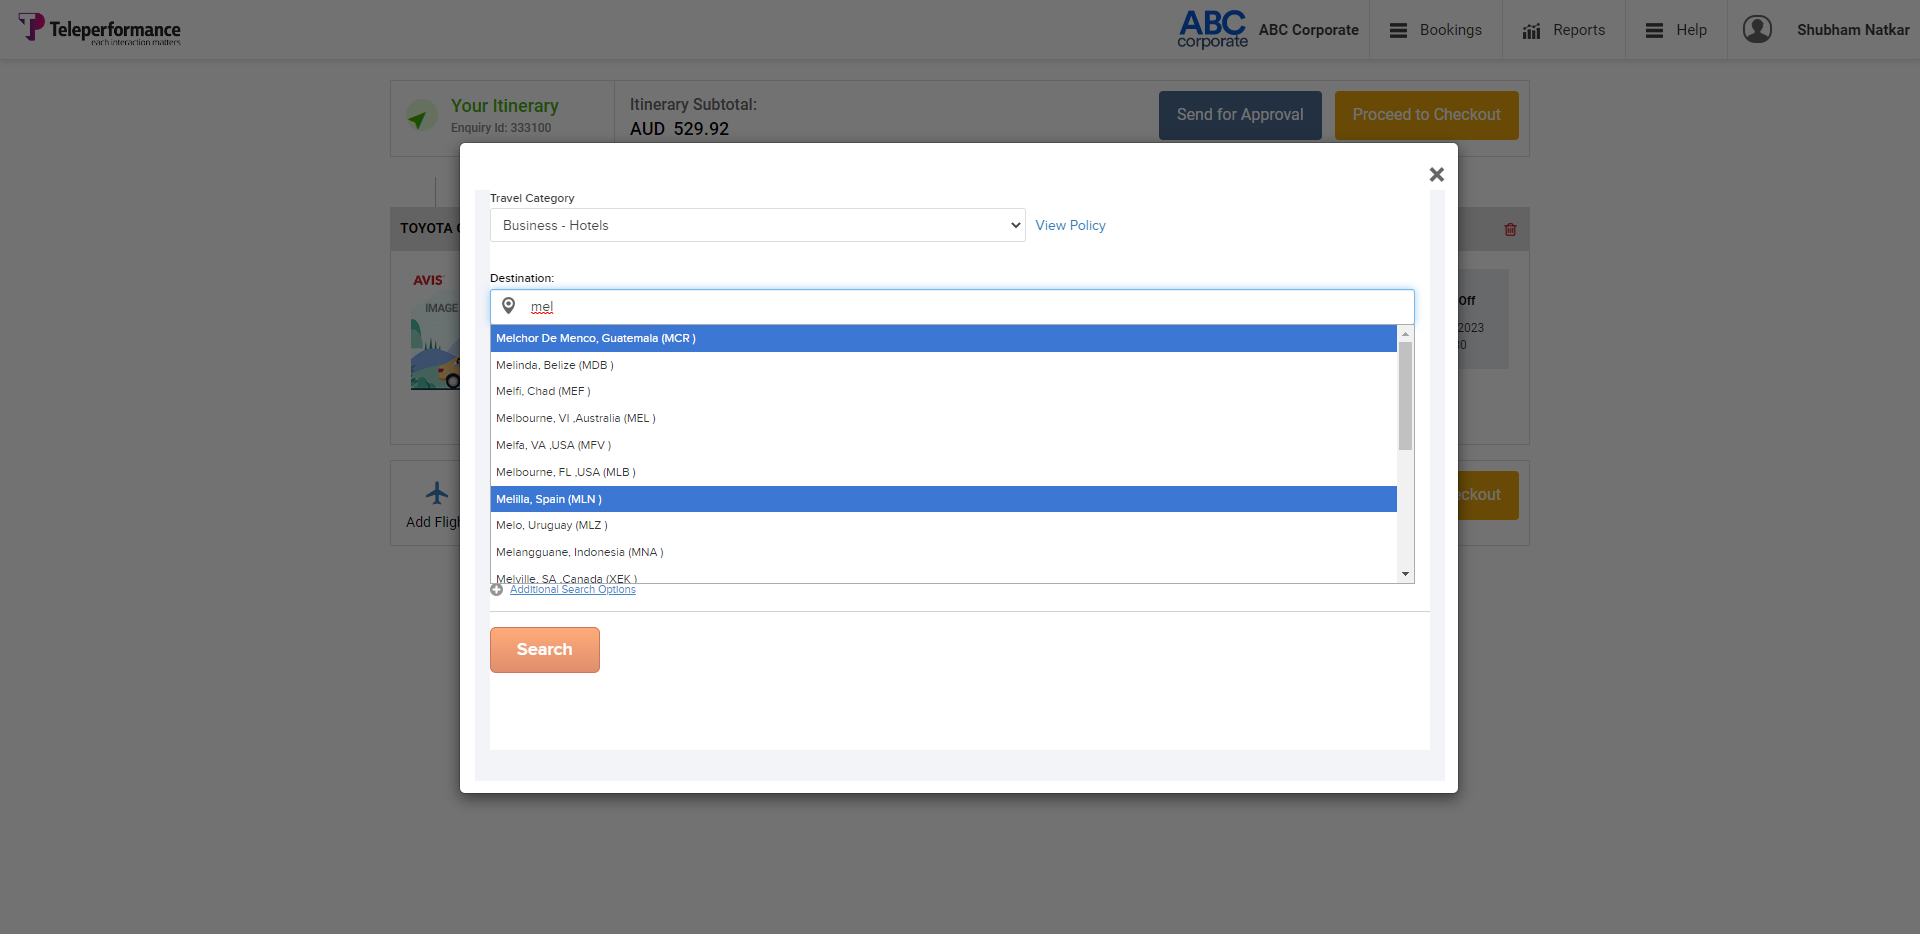 Teleperformance
each interaction matters
ABC
corporate
ABC Corporate
Bookings
Reports
Help
Shubham Natkar
Your Itinerary
Enquiry Id: 333100
Itinerary Subtotal:
AUD 529.92
Send for Approval
Proceed to Checkout
TOYOTA
AVIS
IMAGE
Off
2023
Travel Category
Business - Hotels
View Policy
Destination:
mel
Melchor De Menco, Guatemala (MCR )
Melinda, Belize (MDB )
Melfi, Chad (MEF )
Melbourne, VI ,Australia (MEL )
Melfa, VA ,USA (MFV )
Melbourne, FL ,USA (MLB )
Melilla, Spain (MLN )
Melo, Uruguay (MLZ )
Melangguane, Indonesia (MNA )
Melville, SA ,Canada (XEK )
Additional Search Options
Search
Add Fligh
eckout